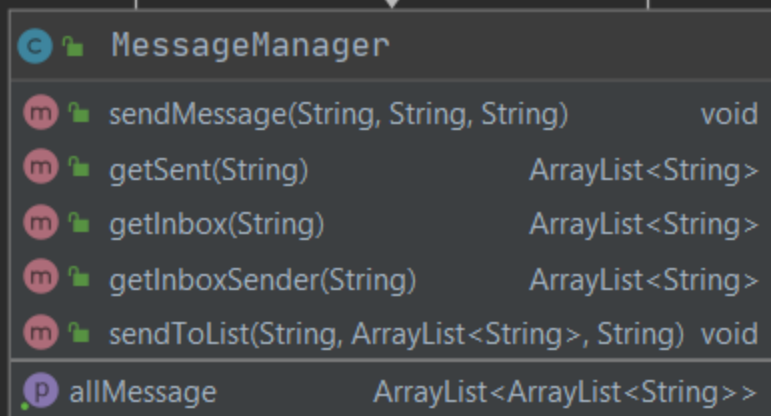 C MessageManager
m sendMessage(String, String, String) void
m getSent(String) ArrayList<String>
m getInbox(String) ArrayList<String>
m getInboxSender(String) ArrayList<String>
m sendToList(String, ArrayList<String>, String) void
p allMessage ArrayList<ArrayList<String>>